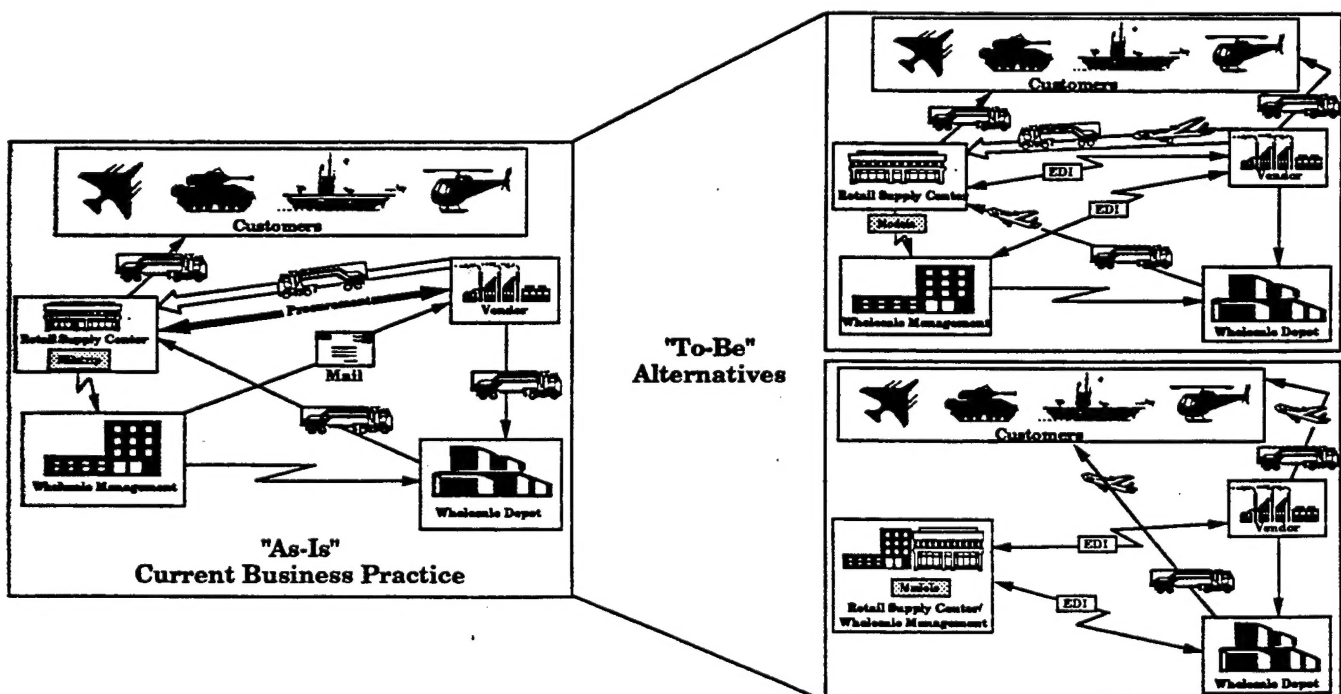 Customers
Procurement
Vendor
Retail Supply Center
Mail
Wholesale Management
Wholesale Depot
"As-Is"
Current Business Practice
"To-Be"
Alternatives
Customers
EDI
Vendor
Retail Supply Center
EDI
Models
Wholesale Management
Wholesale Depot
Customers
Vendor
EDI
Models
Retail Supply Center/
Wholesale Management
EDI
Wholesale Depot